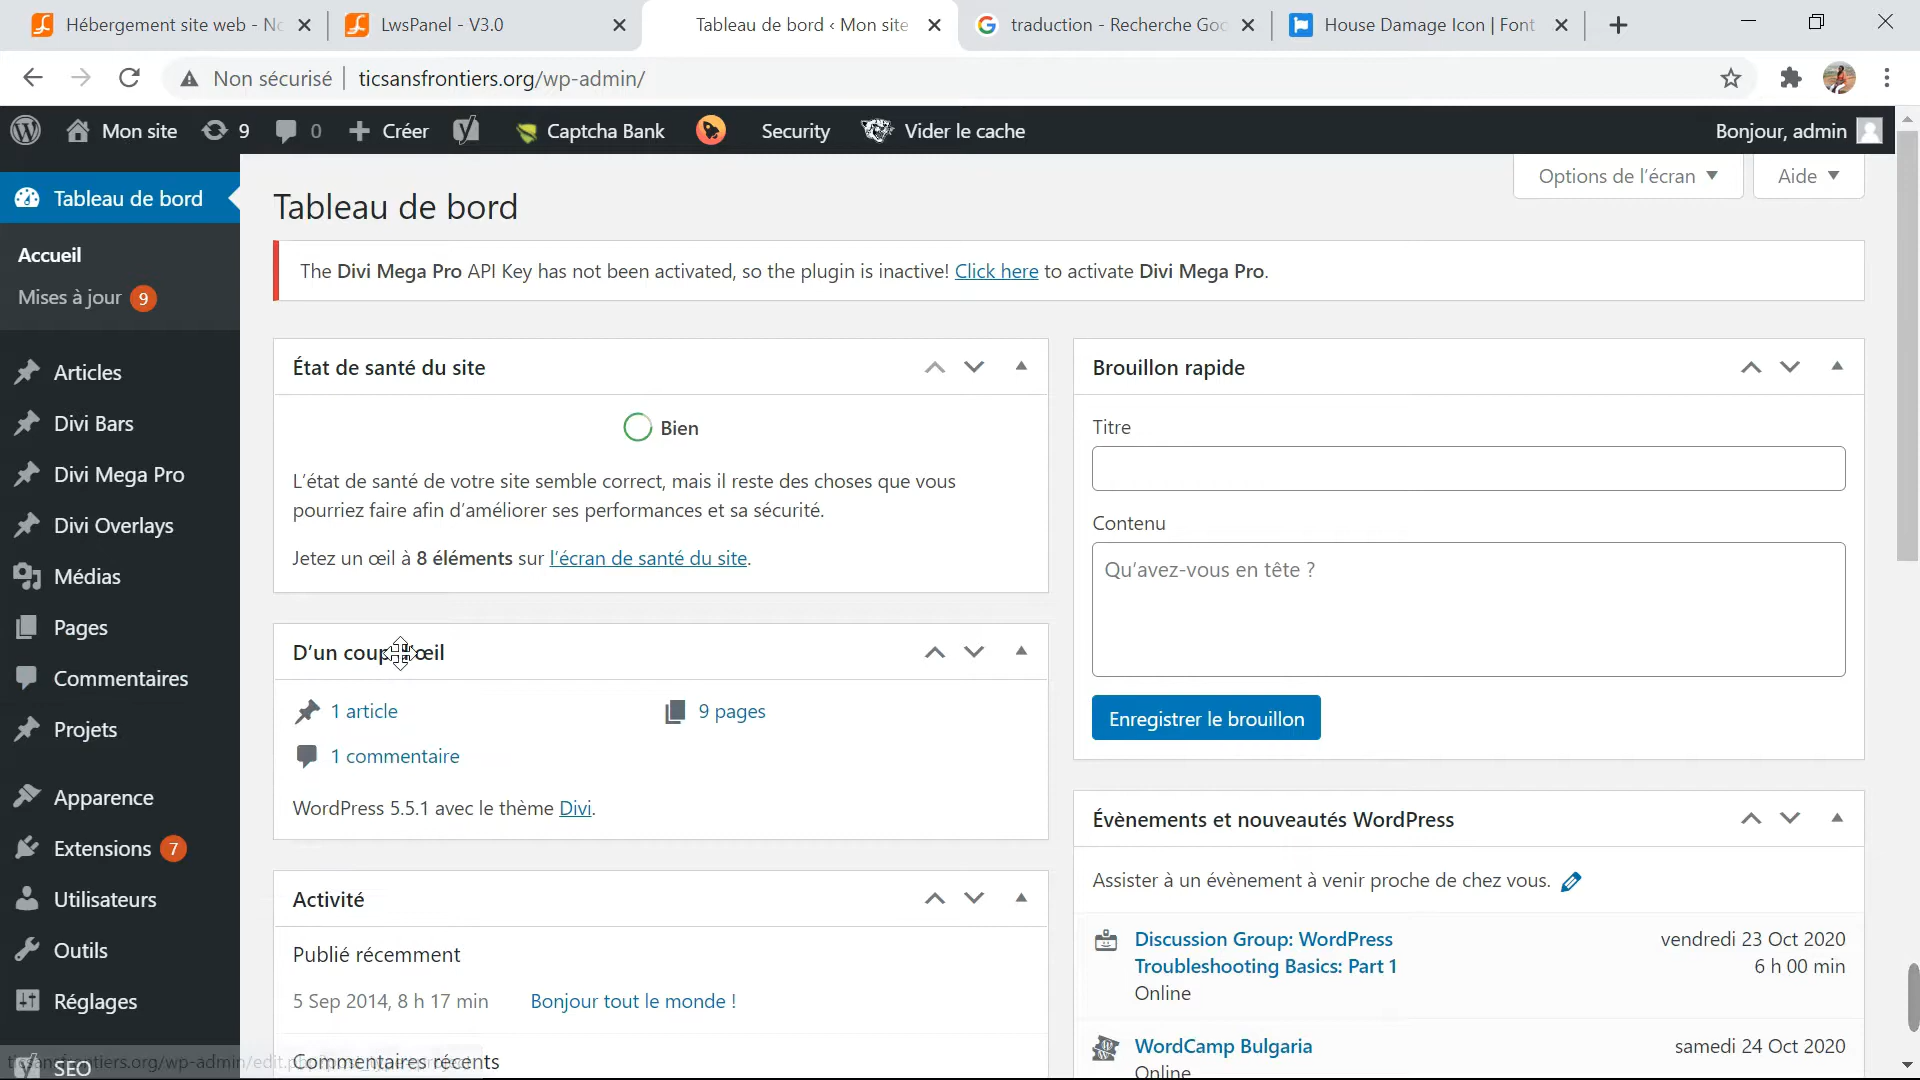 Hébergement site web - No
LwsPanel - V3.0
Tableau de bord ‹ Mon site
traduction - Recherche Goo
House Damage Icon | Font
Non sécurisé
ticsansfrontiers.org/wp-admin/
Mon site
9
0
Créer
Captcha Bank
Security
Vider le cache
Bonjour, admin
Tableau de bord
Accueil
Mises à jour 9
Articles
Divi Bars
Divi Mega Pro
Divi Overlays
Médias
Pages
Commentaires
Projets
Apparence
Extensions 7
Utilisateurs
Outils
Réglages
SEO
Options de l'écran
Aide
Tableau de bord
The Divi Mega Pro API Key has not been activated, so the plugin is inactive! Click here to activate Divi Mega Pro.
État de santé du site
Bien
L'état de santé de votre site semble correct, mais il reste des choses que vous
pourriez faire afin d'améliorer ses performances et sa sécurité.
Jetez un œil à 8 éléments sur l'écran de santé du site.
D'un coup œil
1 article
9 pages
1 commentaire
WordPress 5.5.1 avec le thème Divi.
Activité
Publié récemment
5 Sep 2014, 8 h 17 min
Bonjour tout le monde !
Commentaires récents
Brouillon rapide
Titre
Contenu
Qu'avez-vous en tête ?
Enregistrer le brouillon
Évènements et nouveautés WordPress
Assister à un évènement à venir proche de chez vous.
Discussion Group: WordPress
Troubleshooting Basics: Part 1
Online
vendredi 23 Oct 2020
6 h 00 min
WordCamp Bulgaria
Online
samedi 24 Oct 2020